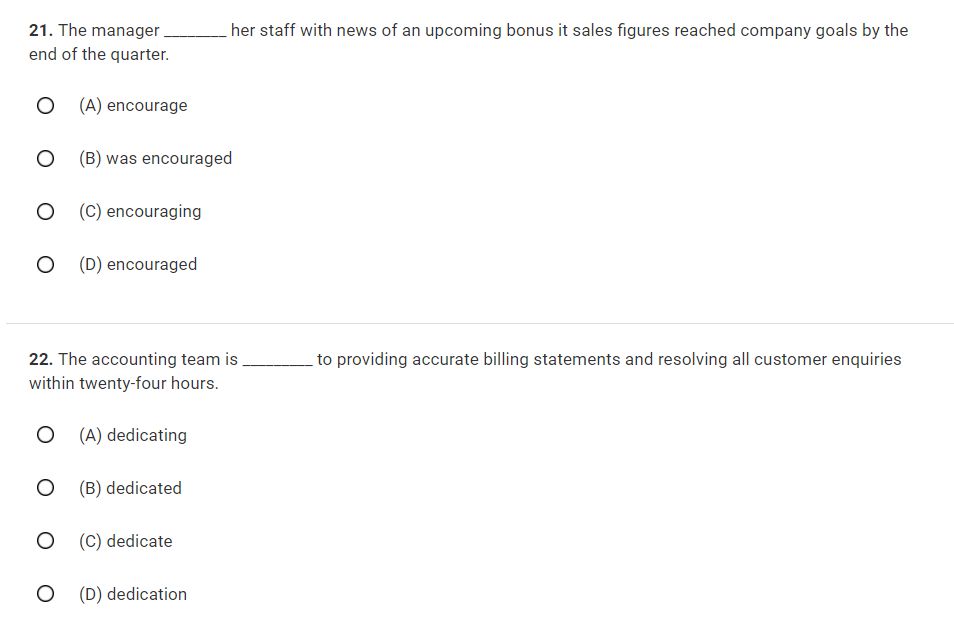 21. The manager ________ her staff with news of an upcoming bonus it sales figures reached company goals by the
end of the quarter.
(A) encourage
(B) was encouraged
(C) encouraging
(D) encouraged
22. The accounting team is _________ to providing accurate billing statements and resolving all customer enquiries
within twenty-four hours.
(A) dedicating
(B) dedicated
(C) dedicate
(D) dedication